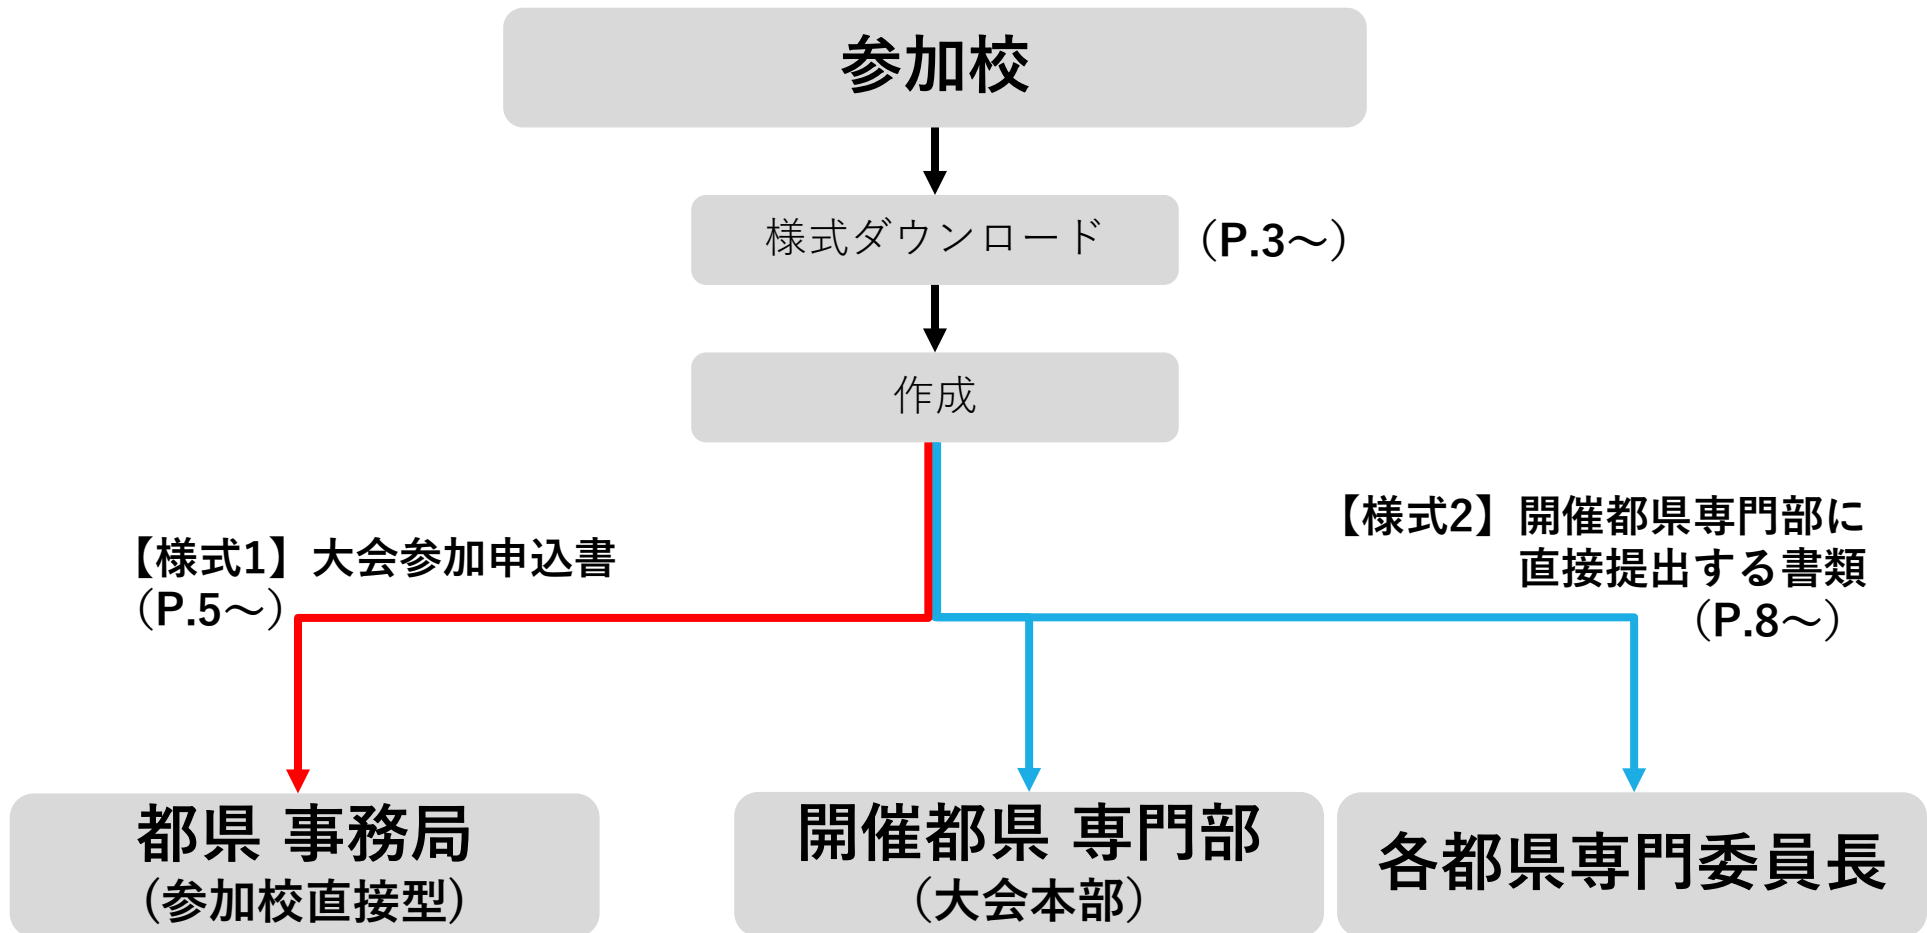 参加校
様式ダウンロード
（P.3～）
作成
【様式1】大会参加申込書
（P.5～）
【様式2】開催都県専門部に
直接提出する書類
（P.8～）
都県 事務局
（参加校直接型）
開催都県 専門部
（大会本部）
各都県専門委員長